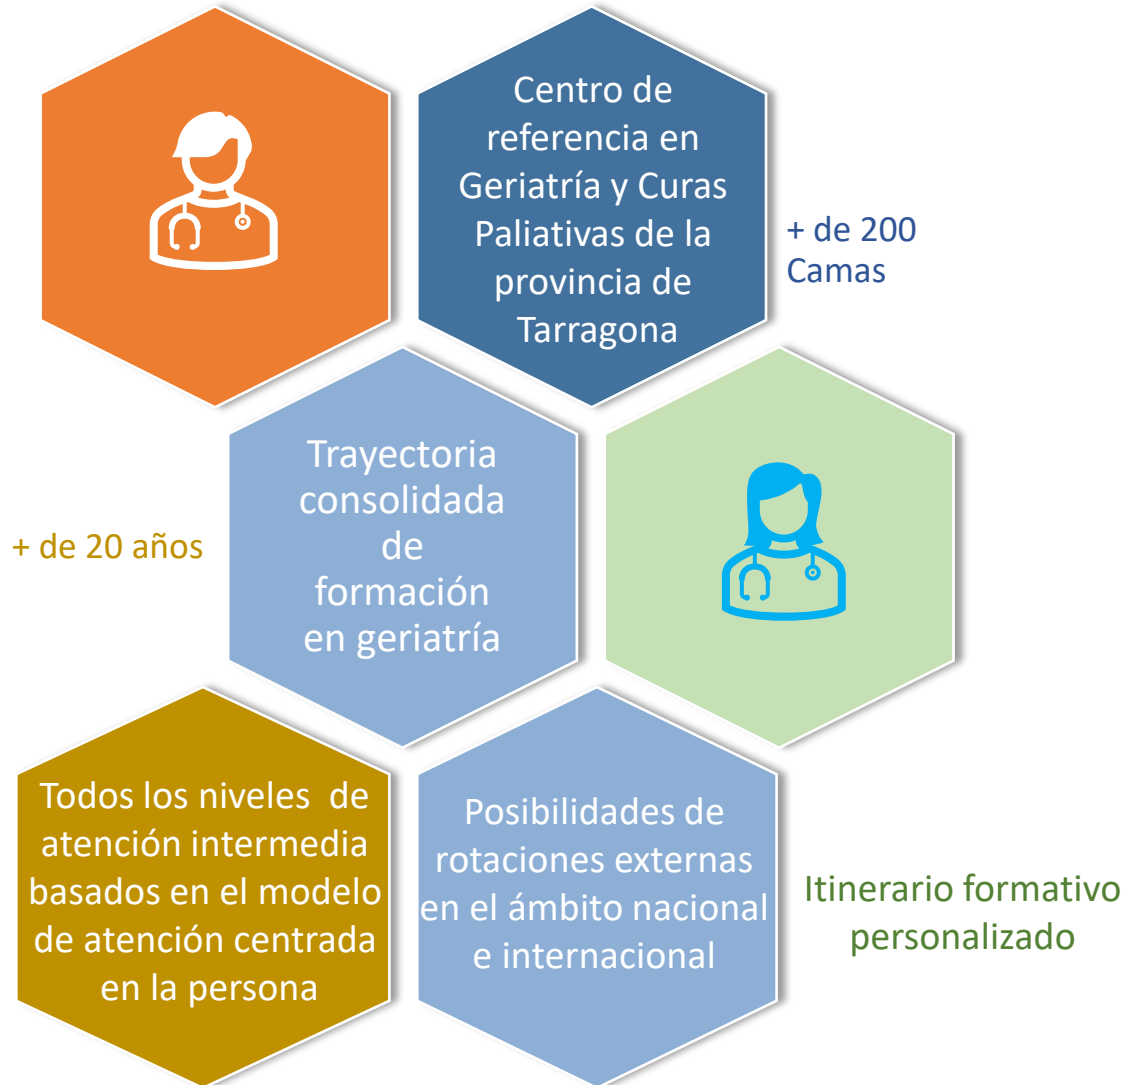 Centro de
referencia en
Geriatría y Curas
Paliativas de la
provincia de
Tarragona
+ de 200
Camas
+ de 20 años
Trayectoria
consolidada
de
formación
en geriatría
Todos los niveles de
atención intermedia
basados en el modelo
de atención centrada
en la persona
Posibilidades de
rotaciones externas
en el ámbito nacional
e internacional
Itinerario formativo
personalizado